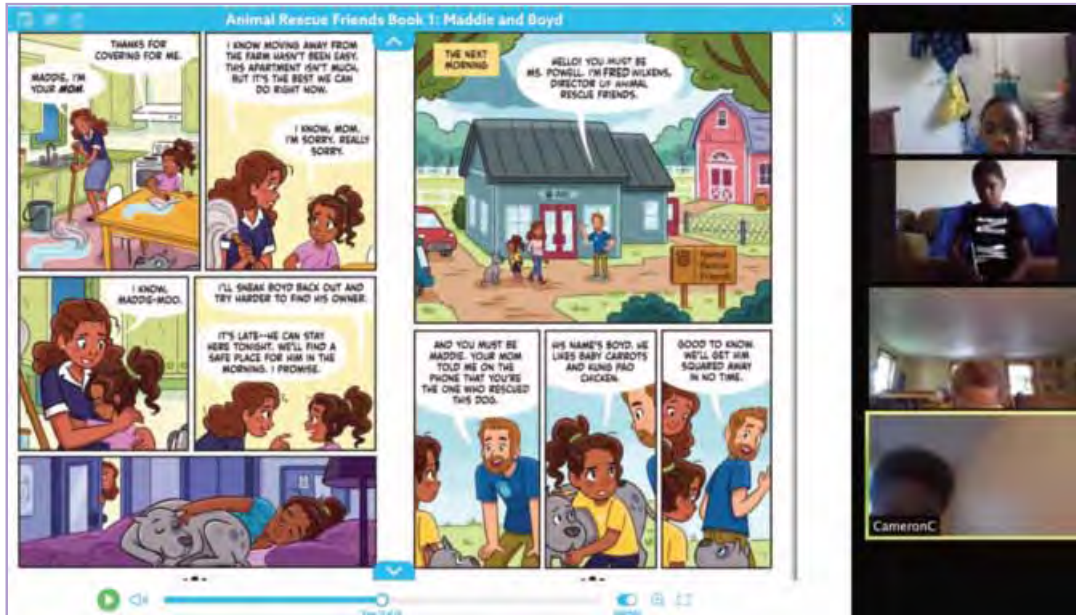 Animal Rescue Friends Book 1: Maddie and Boyd
THANKS FOR
COVERING FOR ME.
MADDIE, I'M
YOUR MOM.
I KNOW MOVING AWAY FROM
THE FARM HASN'T BEEN EASY.
THIS APARTMENT ISN'T MUCH,
BUT IT'S THE BEST WE CAN
DO RIGHT NOW.
I KNOW, MOM.
I'M SORRY. REALLY
SORRY.
I KNOW,
MADDIE-MOO.
I'LL SNEAK BOYD BACK OUT AND
TRY HARDER TO FIND HIS OWNER.
IT'S LATE--HE CAN STAY
HERE TONIGHT. WE'LL FIND A
SAFE PLACE FOR HIM IN THE
MORNING. I PROMISE.
THE NEXT
MORNING
HELLO! YOU MUST BE
MS. POWELL. I'M FRED WILKENS,
DIRECTOR OF ANIMAL
RESCUE FRIENDS.
Animal
Rescue
Friends
AND YOU MUST BE
MADDIE. YOUR MOM
TOLD ME ON THE
PHONE THAT YOU'RE
THE ONE WHO RESCUED
THIS DOG.
HIS NAME'S BOYD. HE
LIKES BABY CARROTS
AND KUNG PAO
CHICKEN.
GOOD TO KNOW.
WE'LL GET HIM
SQUARED AWAY
IN NO TIME.
CameronC